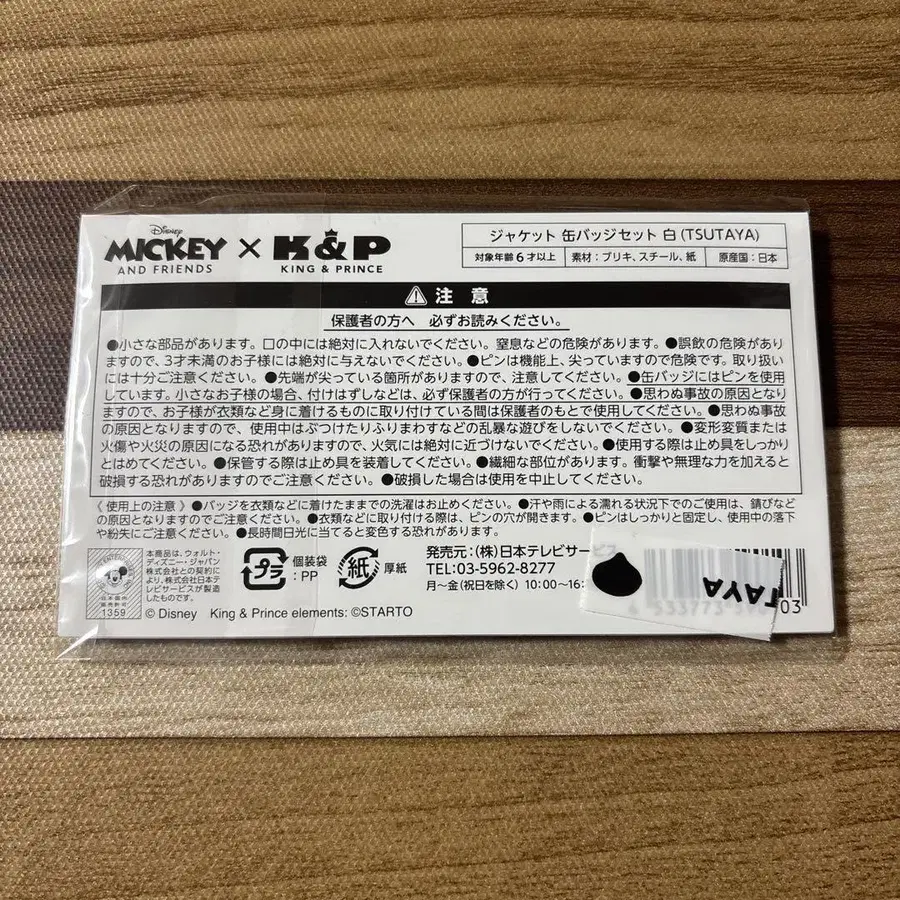 Disney
MICKEY × K&P
AND FRIENDS KING & PRINCE
ジャケット 缶バッジセット 白 (TSUTAYA)
対象年齢6才以上 素材：ブリキ、スチール、紙 原産国：日本
注意
保護者の方へ 必ずお読みください。
●小さな部品があります。口の中には絶対に入れないでください。窒息などの危険があります。●誤飲の危険があり
ますので、3才未満のお子様には絶対に与えないでください。●ピンは機能上、尖っていますので危険です。取り扱い
には十分ご注意ください。●先端が尖っている箇所がありますので、注意してください。●缶バッジにはピンを使用
しています。小さなお子様の場合、付けはずしなどは、必ず保護者の方が行ってください。●思わぬ事故の原因となり
ますので、お子様が衣類など身に着けるものに取り付けている間は保護者のもとで使用してください。●思わぬ事故
の原因となりますので、使用中はぶつけたりふりまわすなどの乱暴な遊びをしないでください。●変形変質または
火傷や火災の原因になる恐れがありますので、火気には絶対に近づけないでください。●使用する際は止め具をしっかり
とはめてください。●保管する際は止め具を装着してください。●繊細な部位があります。衝撃や無理な力を加えると
破損する恐れがありますのでご注意ください。●破損した場合は使用を中止してください。
《使用上の注意》●バッジを衣類などに着けたままでの洗濯はお止めください。●汗や雨による濡れる状況下でのご使用は、錆びなど
の原因となりますのでご注意ください。●衣類などに取り付ける際は、ピンの穴が開きます。●ピンはしっかりと固定し、使用中の落下
や紛失にご注意ください。●長時間日光に当てると変色する恐れがあります。
日本国内
販売許可
1359
本商品は、ウォルト・
ディズニー・ジャパン
株式会社との契約に
より、株式会社日本テ
レビサービスが製造
したものです。
プラ
個装袋
：PP
紙
厚紙
発売元：(株)日本テレビサービス
TEL:03-5962-8277
月〜金(祝日を除く) 10:00〜16:
TAYA
4 533773 03
© Disney King & Prince elements: ©STARTO